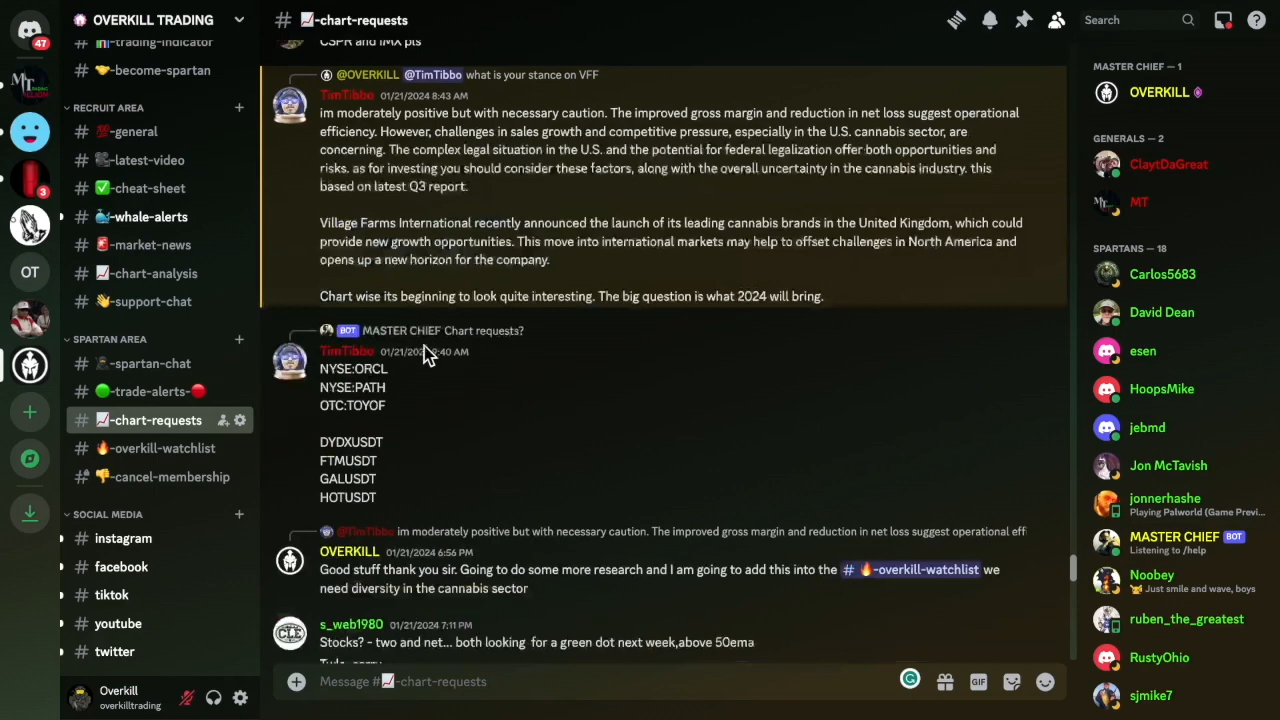 OVERKILL TRADING
# 📈-chart-requests
Search
47
3
OT
# -trading-indicator
# 🤝-become-spartan
RECRUIT AREA
# 💯-general
# 🎥-latest-video
# ✅-cheat-sheet
# 🐳-whale-alerts
# 🚨-market-news
# 📈-chart-analysis
# 👋-support-chat
SPARTAN AREA
# -spartan-chat
# 🟢-trade-alerts-🔴
# 📈-chart-requests
# 🔥-overkill-watchlist
# 👎-cancel-membership
SOCIAL MEDIA
# instagram
# facebook
# tiktok
# youtube
# twitter
Overkill
overkilltrading
CSPR and IMX pls
@OVERKILL @TimTibbo what is your stance on VFF
TimTibbo 01/21/2024 8:43 AM
im moderately positive but with necessary caution. The improved gross margin and reduction in net loss suggest operational
efficiency. However, challenges in sales growth and competitive pressure, especially in the U.S. cannabis sector, are
concerning. The complex legal situation in the U.S. and the potential for federal legalization offer both opportunities and
risks. as for investing you should consider these factors, along with the overall uncertainty in the cannabis industry. this
based on latest Q3 report.
Village Farms International recently announced the launch of its leading cannabis brands in the United Kingdom, which could
provide new growth opportunities. This move into international markets may help to offset challenges in North America and
opens up a new horizon for the company.
Chart wise its beginning to look quite interesting. The big question is what 2024 will bring.
BOT MASTER CHIEF Chart requests?
TimTibbo 01/21/202 :40 AM
NYSE:ORCL
NYSE:PATH
OTC:TOYOF
DYDXUSDT
FTMUSDT
GALUSDT
HOTUSDT
@TimTibbo im moderately positive but with necessary caution. The improved gross margin and reduction in net loss suggest operational effi
OVERKILL 01/21/2024 6:56 PM
Good stuff thank you sir. Going to do some more research and I am going to add this into the # 🔥-overkill-watchlist we
need diversity in the cannabis sector
CLE
s_web1980 01/21/2024 7:11 PM
Stocks? - two and net... both looking for a green dot next week,above 50ema
Message #📈-chart-requests
GIF
MASTER CHIEF — 1
OVERKILL
GENERALS — 2
ClaytDaGreat
MT
SPARTANS — 18
Carlos5683
David Dean
esen
HoopsMike
jebmd
Jon McTavish
jonnerhashe
Playing Palworld (Game Previ...
MASTER CHIEF BOT
Listening to /help
Noobey
Just smile and wave, boys
ruben_the_greatest
RustyOhio
sjmike7